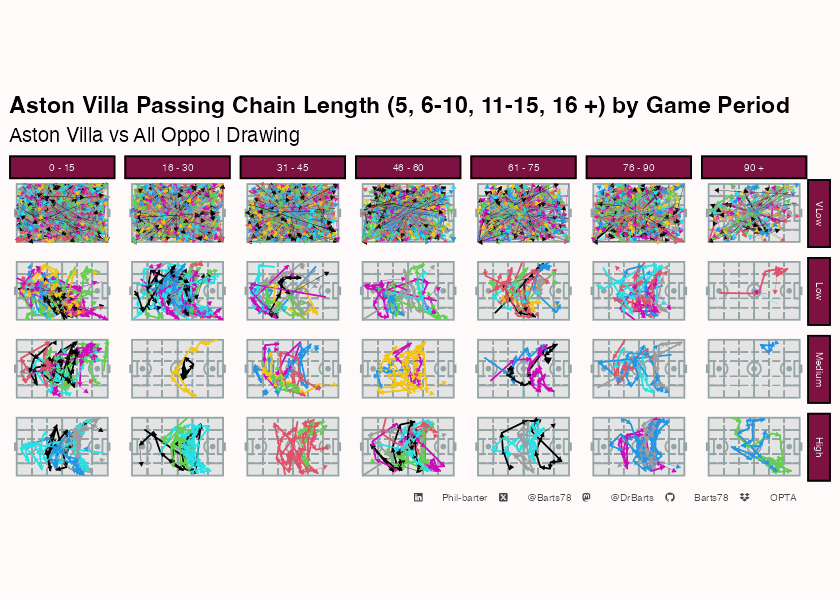 Aston Villa Passing Chain Length (5, 6-10, 11-15, 16 +) by Game Period
Aston Villa vs All Oppo I Drawing
0 - 15 16 - 30 31 - 45 46 - 60 61 - 75 76 - 90 90 +
V.Low
Low
Medium
High
Phil-barter @Barts78 @DrBarts Barts78 OPTA